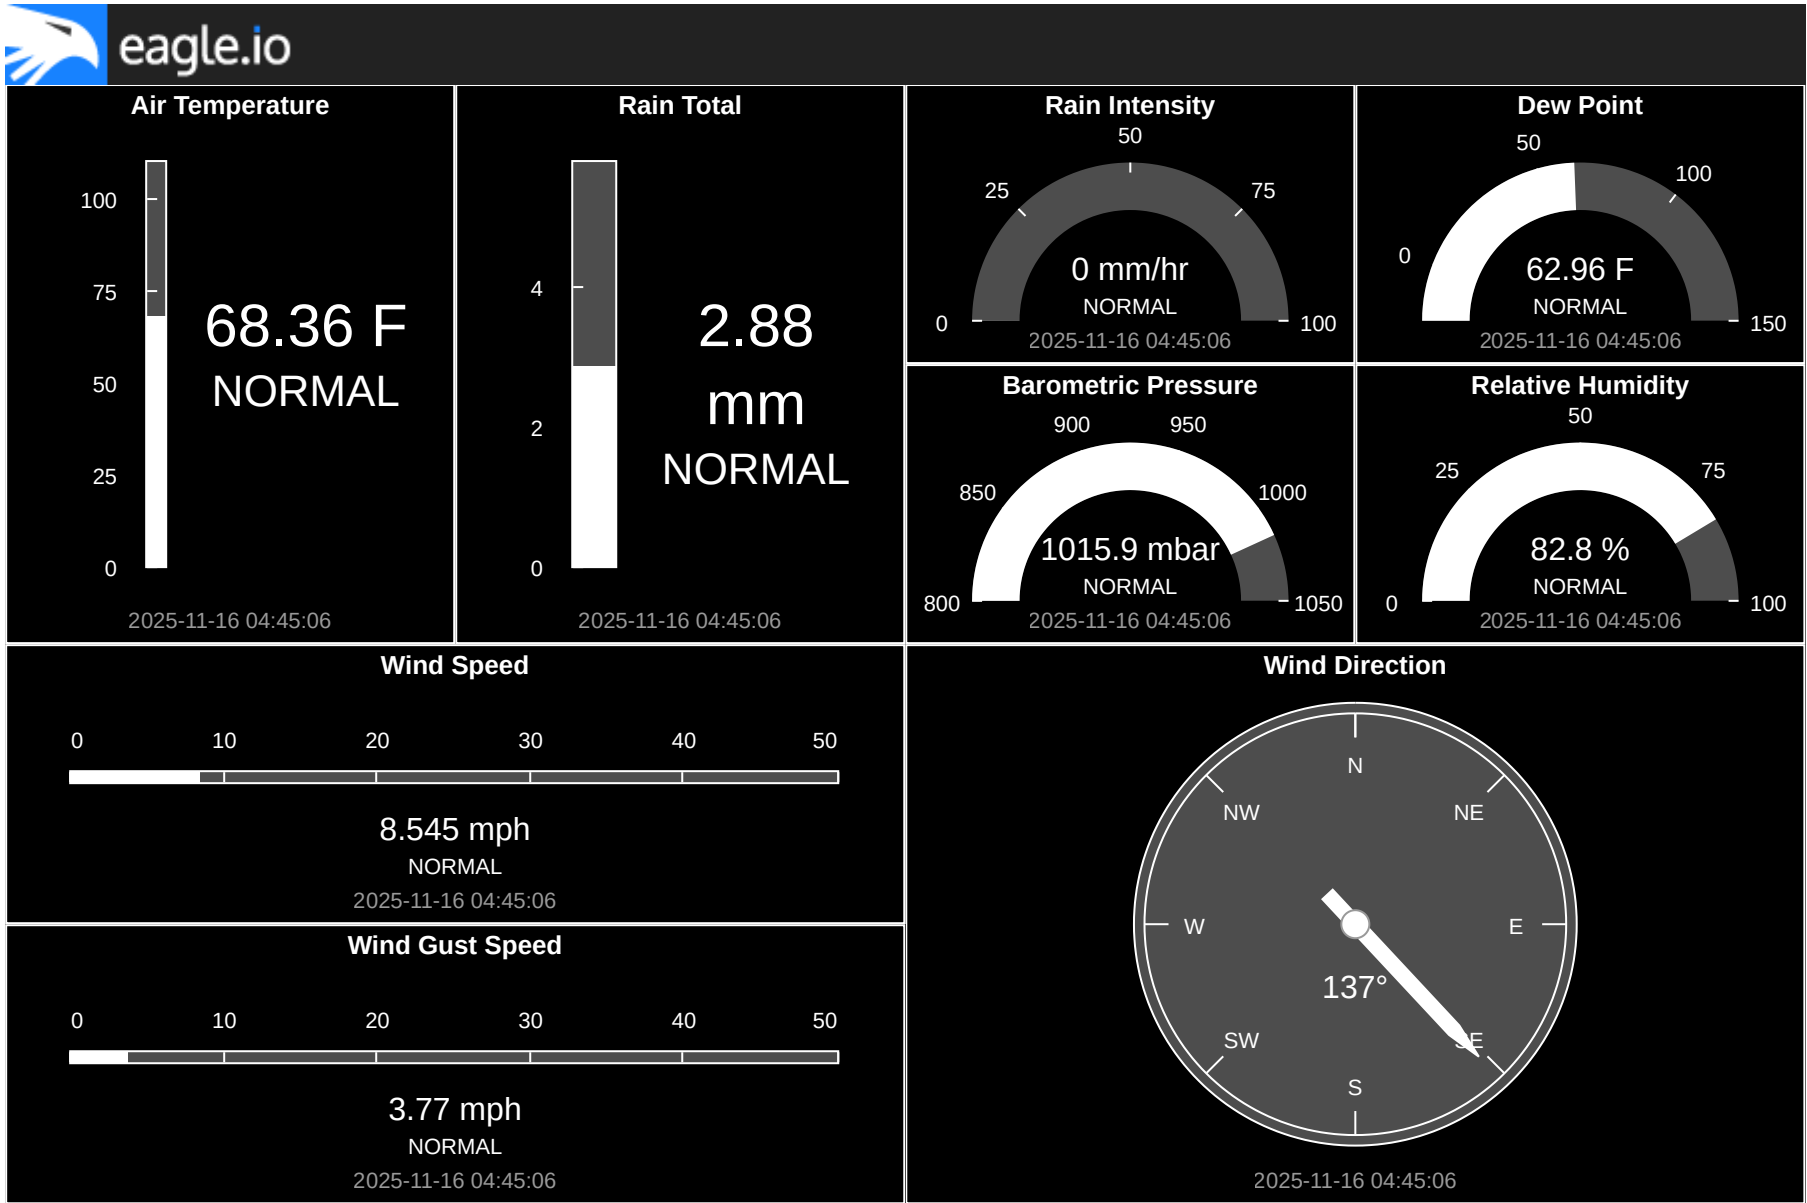 eagle.io
Air Temperature
100
75
50
25
0
68.36 F
NORMAL
2025-11-16 04:45:06
Rain Total
4
2
0
2.88
mm
NORMAL
2025-11-16 04:45:06
Rain Intensity
0
25
50
75
100
0 mm/hr
NORMAL
2025-11-16 04:45:06
Dew Point
0
50
100
150
62.96 F
NORMAL
2025-11-16 04:45:06
Barometric Pressure
800
850
900
950
1000
1050
1015.9 mbar
NORMAL
2025-11-16 04:45:06
Relative Humidity
0
25
50
75
100
82.8 %
NORMAL
2025-11-16 04:45:06
Wind Speed
0 10 20 30 40 50
8.545 mph
NORMAL
2025-11-16 04:45:06
Wind Gust Speed
0 10 20 30 40 50
3.77 mph
NORMAL
2025-11-16 04:45:06
Wind Direction
N
NW NE
W E
137°
SW SE
S
2025-11-16 04:45:06